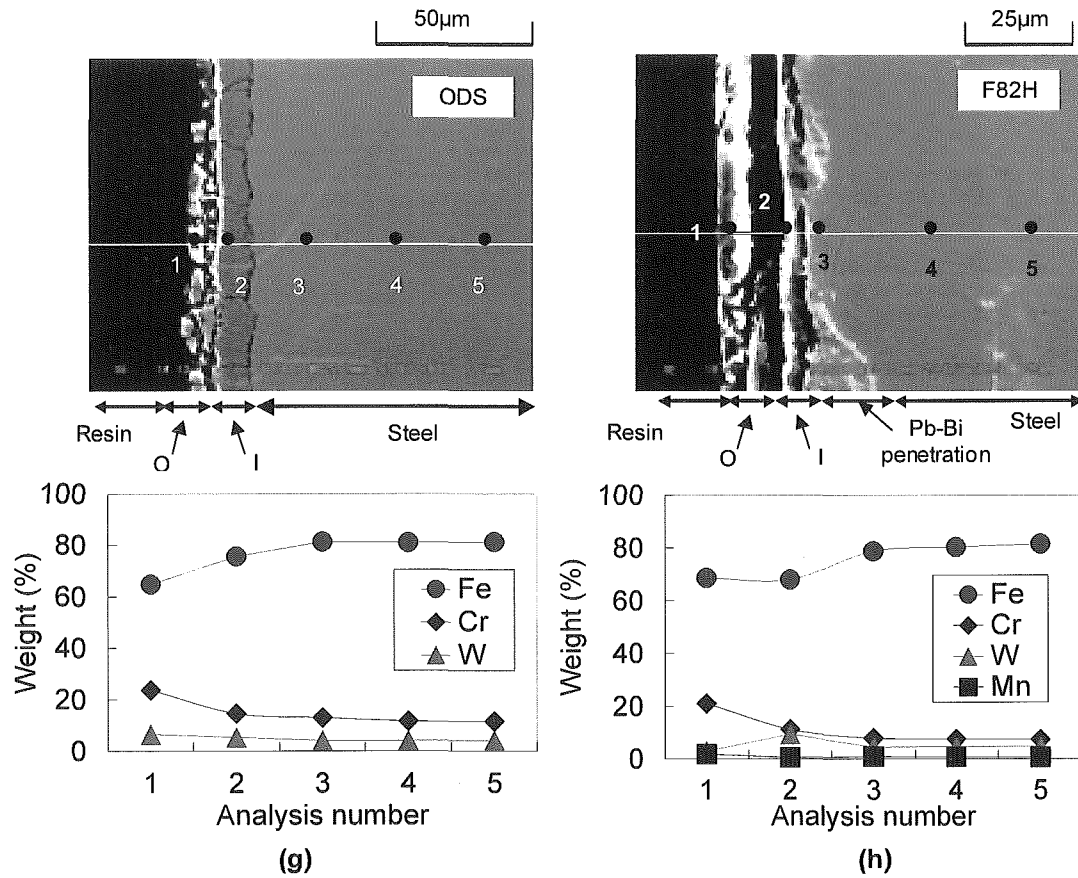 50μm
ODS
1
2
3
4
5
Resin
O
I
Steel
100
80
60
40
20
0
Weight (%)
Fe
Cr
W
1 2 3 4 5
Analysis number
(g)
25μm
F82H
1
2
3
4
5
Resin
O
I
Pb-Bi
penetration
Steel
100
80
60
40
20
0
Weight (%)
Fe
Cr
W
Mn
1 2 3 4 5
Analysis number
(h)